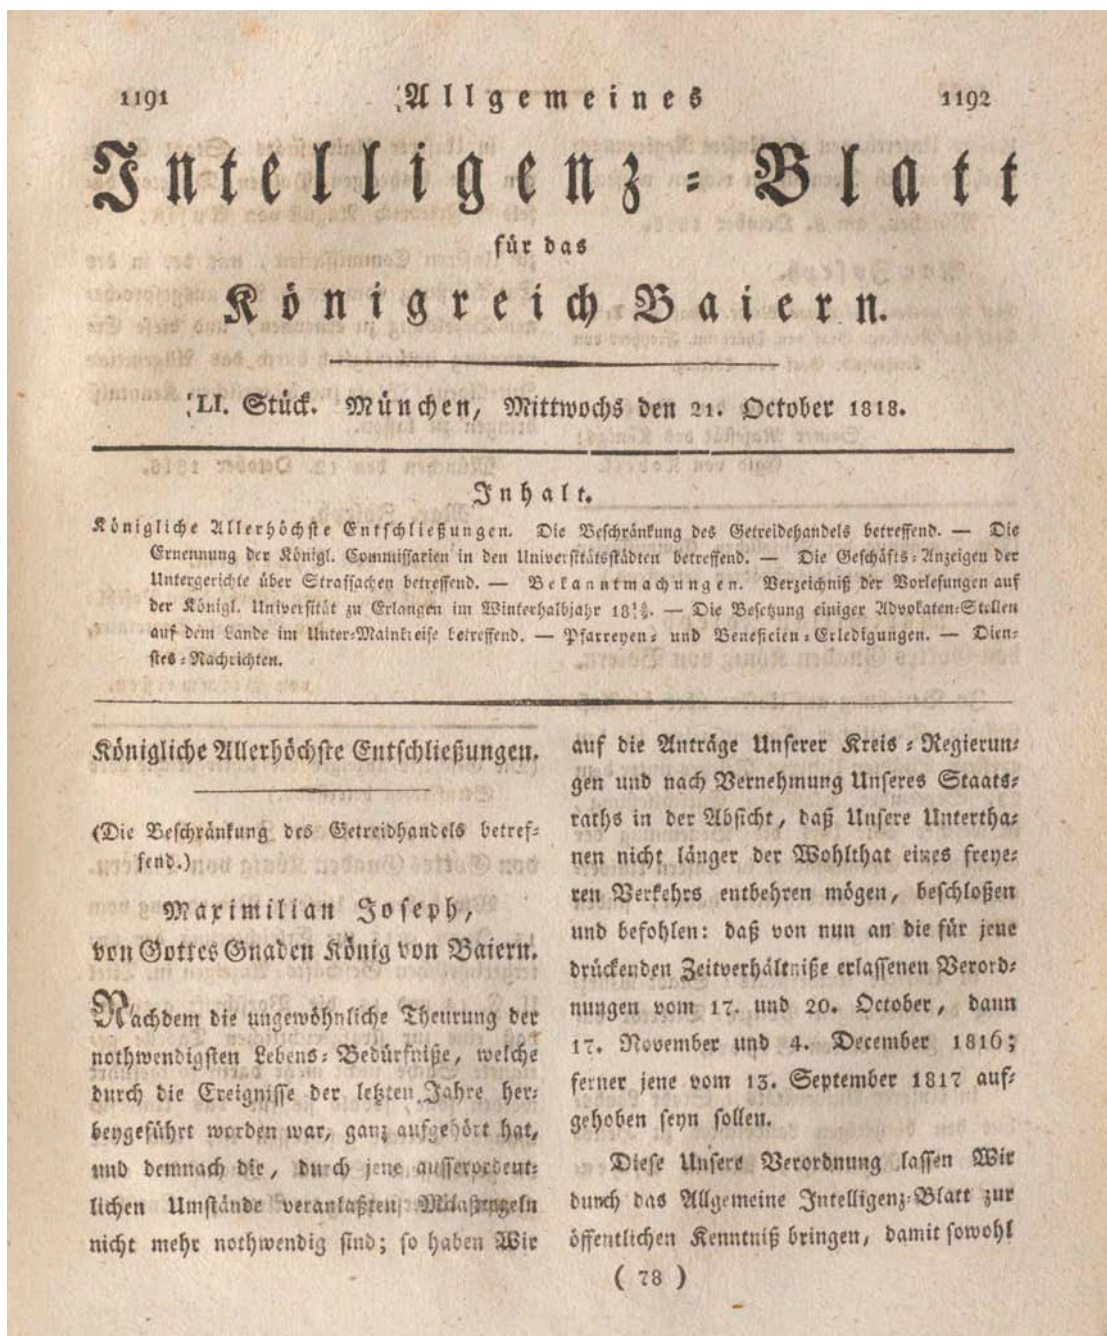 1191 Allgemeines 1192
Intelligenz-Blatt
für das
Königreich Baiern.
LI. Stück. München, Mittwochs den 21. October 1818.
Inhalt.
Königliche Allerhöchste Entschließungen. Die Beschränkung des Getreidehandels betreffend. — Die
Ernennung der Königl. Commissarien in den Universitätsstädten betreffend. — Die Geschäfts-Anzeigen der
Untergerichte über Strafsachen betreffend. — Bekanntmachungen. Verzeichniß der Vorlesungen auf
der Königl. Universität zu Erlangen im Winterhalbjahr 18 18/19. — Die Besetzung einiger Advokaten-Stellen
auf dem Lande im Unter-Mainkreise betreffend. — Pfarreyen- und Beneficien-Erledigungen. — Dien-
stes-Nachrichten.
Königliche Allerhöchste Entschließungen.
(Die Beschränkung des Getreidhandels betref-
fend.)
Maximilian Joseph,
von Gottes Gnaden König von Baiern.
Nachdem die ungewöhnliche Theurung der
nothwendigsten Lebens-Bedürfniße, welche
durch die Ereignisse der letzten Jahre her-
beygeführt worden war, ganz aufgehört hat,
und demnach die, durch jene ausserordent-
lichen Umstände veranlaßten Maasregeln
nicht mehr nothwendig sind; so haben Wir
auf die Anträge Unserer Kreis-Regierun-
gen und nach Vernehmung Unseres Staats-
raths in der Absicht, daß Unsere Untertha-
nen nicht länger der Wohlthat eines freye-
ren Verkehrs entbehren mögen, beschloßen
und befohlen: daß von nun an die für jene
drückenden Zeitverhältniße erlassenen Verord-
nungen vom 17. und 20. October, dann
17. November und 4. December 1816;
ferner jene vom 13. September 1817 auf-
gehoben seyn sollen.
Diese Unsere Verordnung lassen Wir
durch das Allgemeine Intelligenz-Blatt zur
öffentlichen Kenntniß bringen, damit sowohl
( 78 )